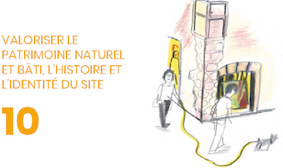 VALORISER LE
PATRIMOINE NATUREL
ET BÂTI, L'HISTOIRE ET
L'IDENTITÉ DU SITE
10